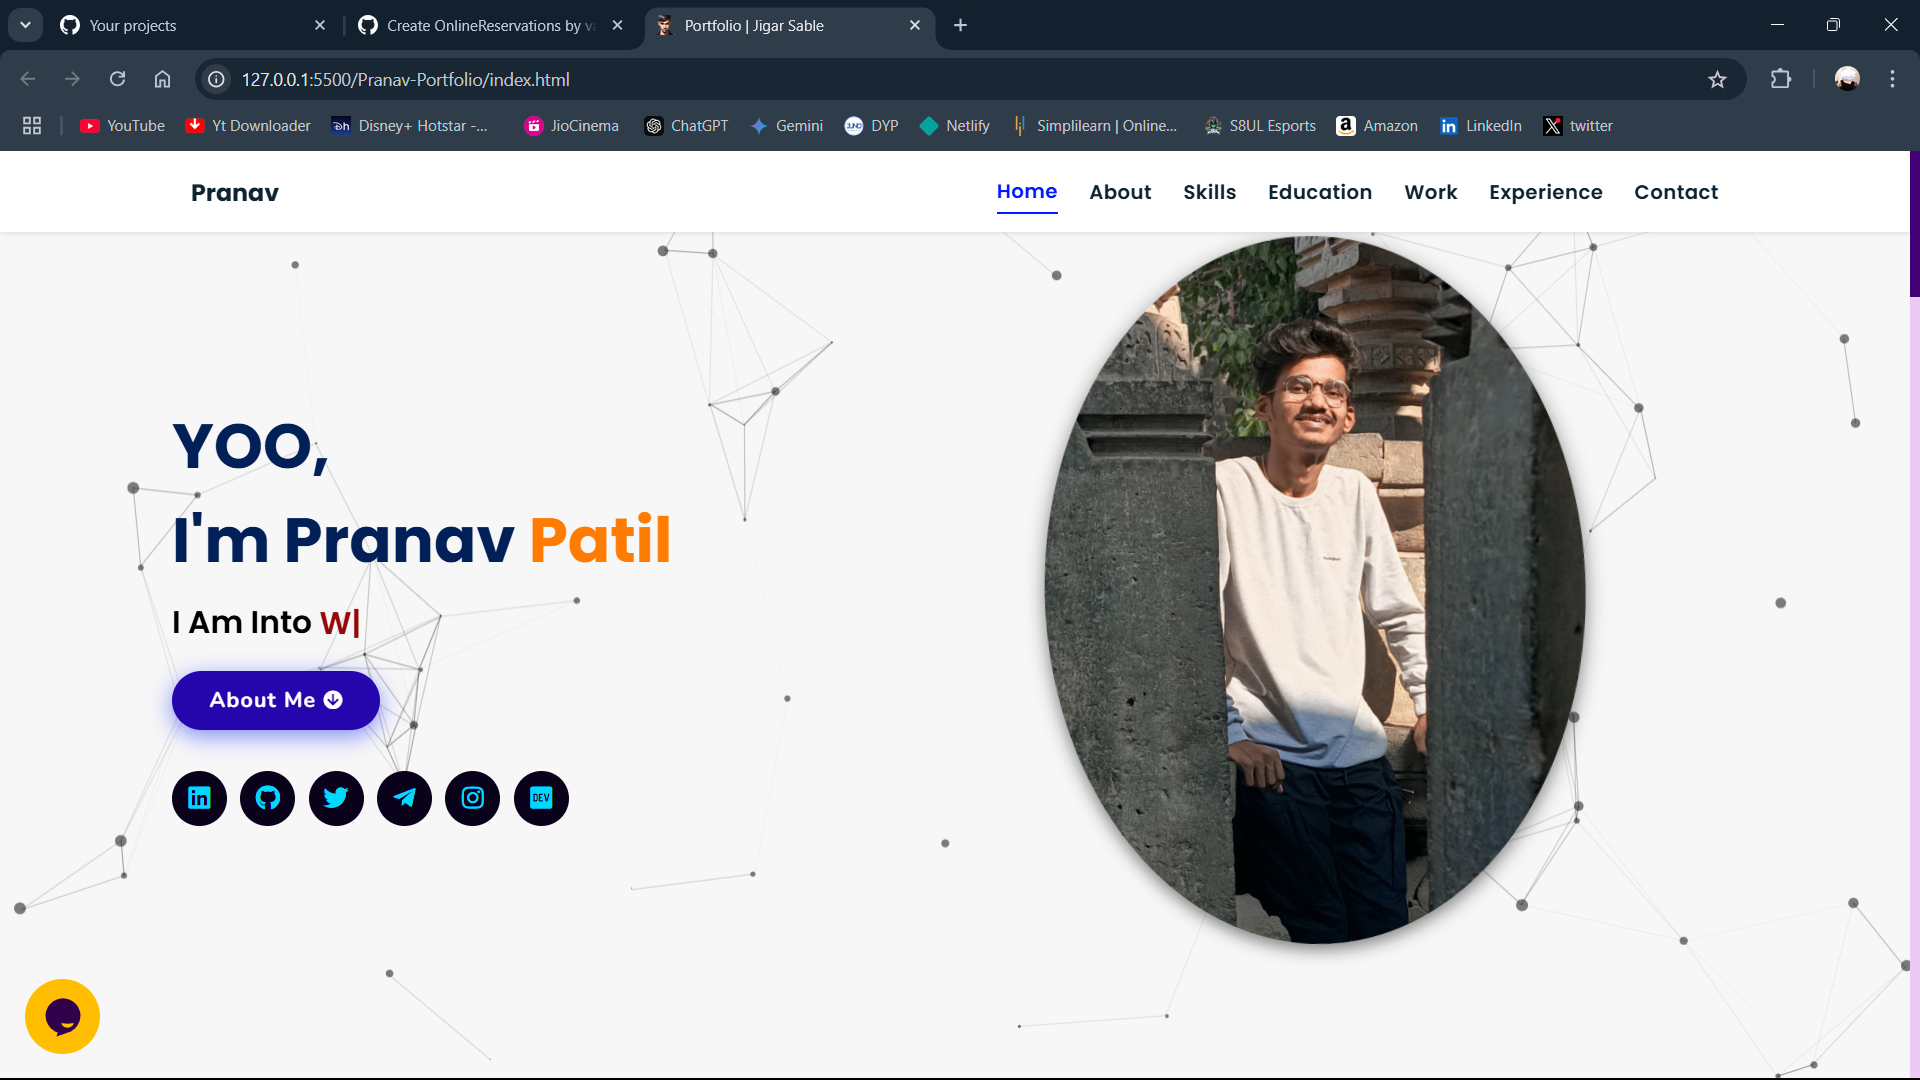 Your projects
Create OnlineReservations by va
Portfolio | Jigar Sable
127.0.0.1:5500/Pranav-Portfolio/index.html
YouTube
Yt Downloader
Disney+ Hotstar -...
JioCinema
ChatGPT
Gemini
DYP
Netlify
Simplilearn | Online...
S8UL Esports
Amazon
LinkedIn
twitter
Pranav
Home
About
Skills
Education
Work
Experience
Contact
YOO,
I'm Pranav Patil
I Am Into W|
About Me
DEV